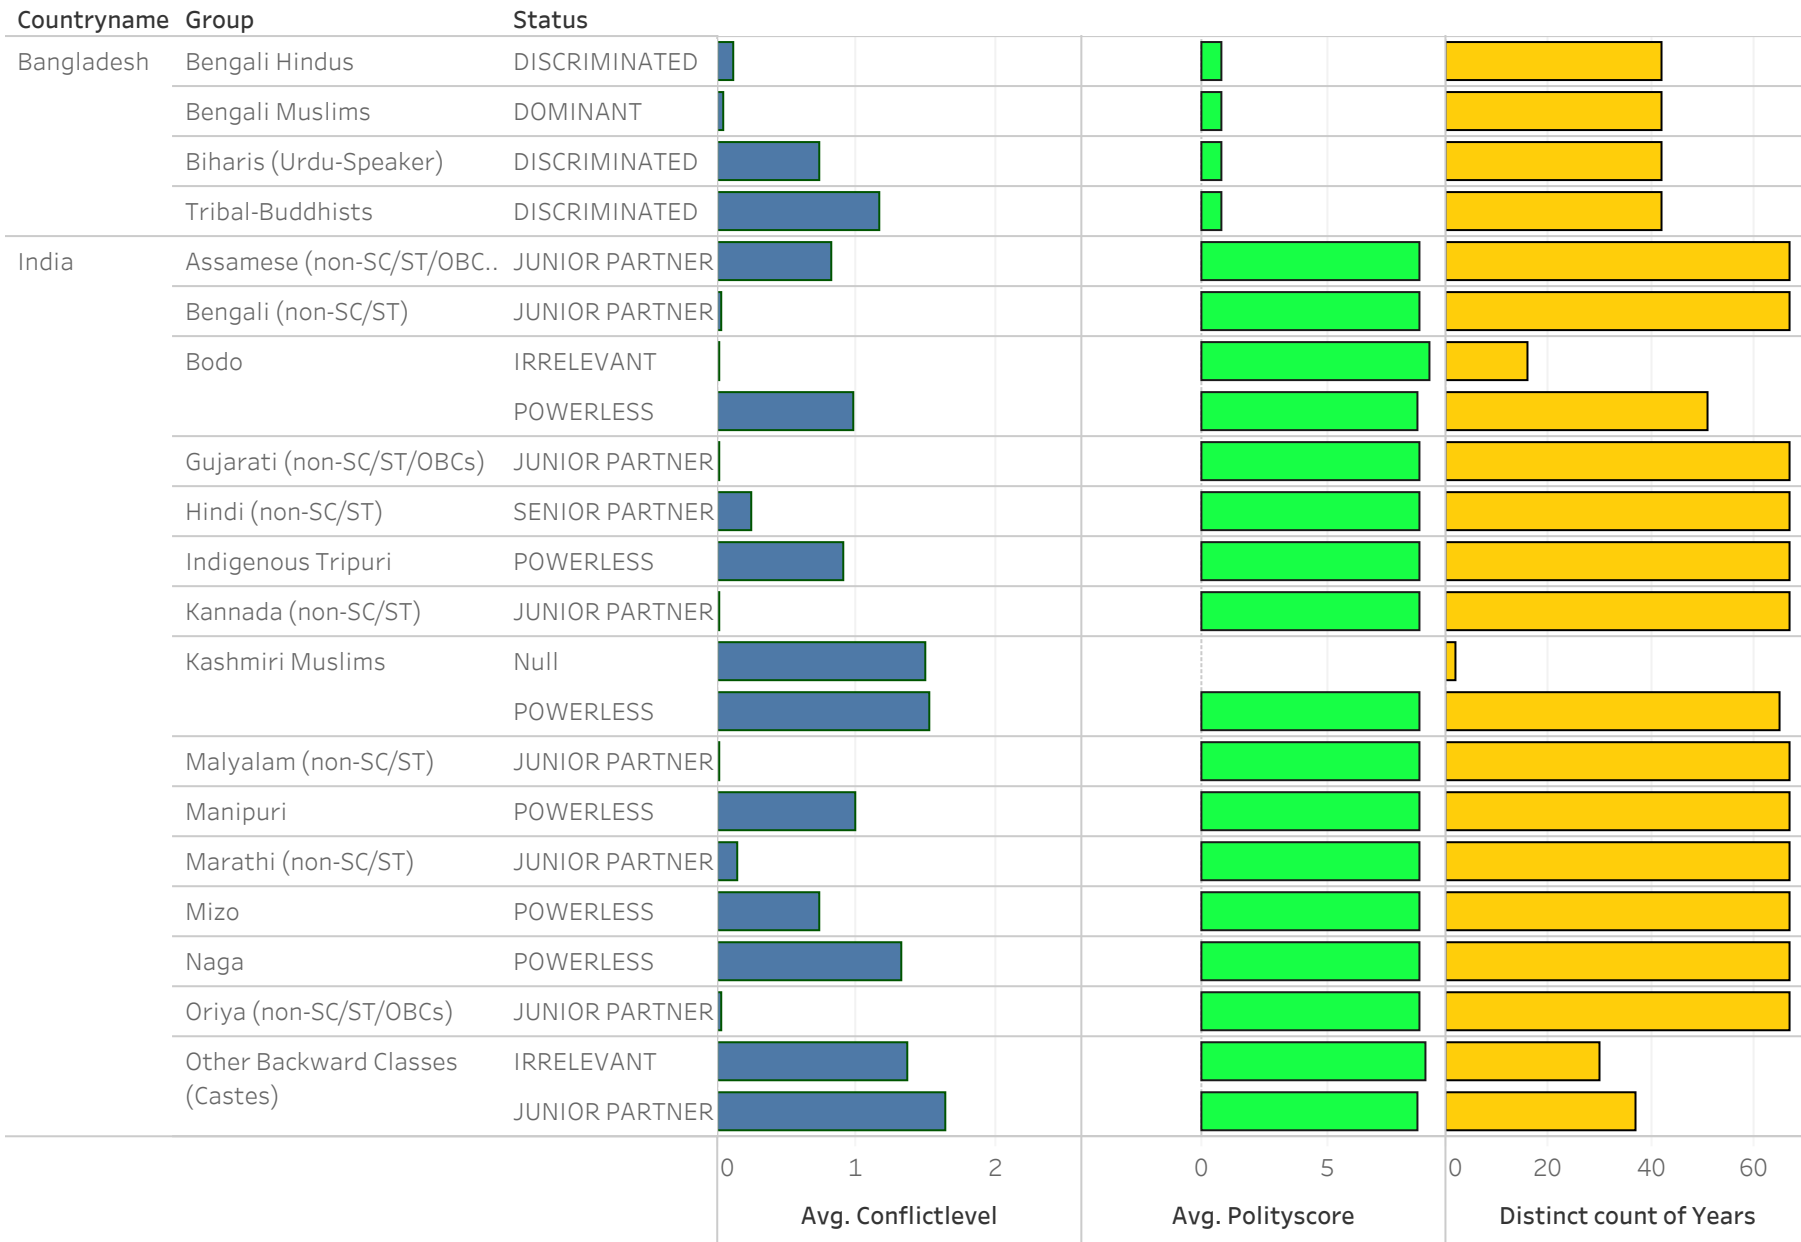 Countryname Group Status
Bangladesh Bengali Hindus DISCRIMINATED
Bengali Muslims DOMINANT
Biharis (Urdu-Speaker) DISCRIMINATED
Tribal-Buddhists DISCRIMINATED
India Assamese (non-SC/ST/OBC.. JUNIOR PARTNER
Bengali (non-SC/ST) JUNIOR PARTNER
Bodo IRRELEVANT
POWERLESS
Gujarati (non-SC/ST/OBCs) JUNIOR PARTNER
Hindi (non-SC/ST) SENIOR PARTNER
Indigenous Tripuri POWERLESS
Kannada (non-SC/ST) JUNIOR PARTNER
Kashmiri Muslims Null
POWERLESS
Malyalam (non-SC/ST) JUNIOR PARTNER
Manipuri POWERLESS
Marathi (non-SC/ST) JUNIOR PARTNER
Mizo POWERLESS
Naga POWERLESS
Oriya (non-SC/ST/OBCs) JUNIOR PARTNER
Other Backward Classes IRRELEVANT
(Castes)
JUNIOR PARTNER
0 1 2 0 5 0 20 40 60
Avg. Conflictlevel Avg. Polityscore Distinct count of Years